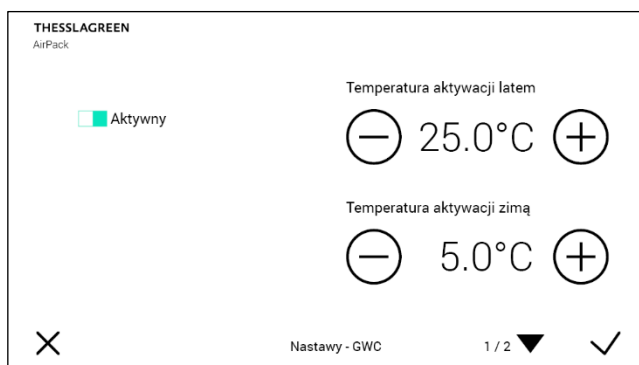 THESSLAGREEN
AirPack
Aktywny
Temperatura aktywacji latem
25.0°C
Temperatura aktywacji zimą
5.0°C
Nastawy - GWC
1 / 2